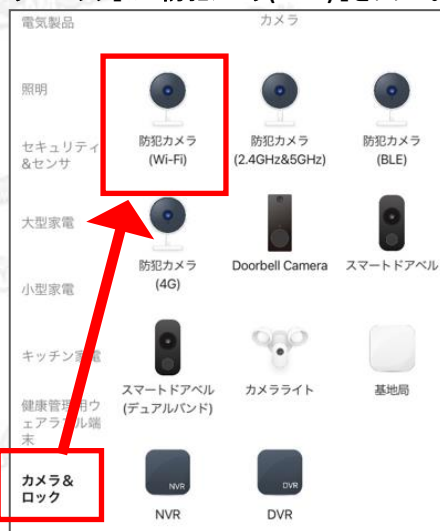 電気製品
カメラ
照明
セキュリティ
&センサ
大型家電
小型家電
キッチン家電
健康管理用ウ
ェアラブル端
末
カメラ&
ロック
防犯カメラ
(Wi-Fi)
防犯カメラ
(2.4GHz&5GHz)
防犯カメラ
(BLE)
防犯カメラ
(4G)
Doorbell Camera
スマートドアベル
スマートドアベル
(デュアルバンド)
カメラライト
基地局
NVR
NVR
DVR
DVR